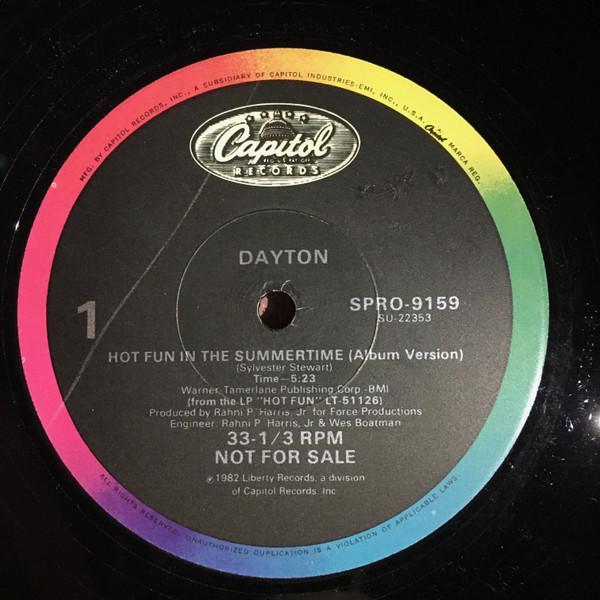 MFG. BY CAPITOL RECORDS, INC., A SUBSIDIARY OF CAPITOL INDUSTRIES-EMI, INC., U.S.A. Capitol MARCA REG.
Capitol
RECORDS
DAYTON
1
SPRO-9159
SU-22353
HOT FUN IN THE SUMMERTIME (Album Version)
(Sylvester Stewart)
Time—5:23
Warner-Tamerlane Publishing Corp.-BMI
(from the LP "HOT FUN" LT-51126)
Produced by Rahni P. Harris, Jr. for Force Productions
Engineer: Rahni P. Harris, Jr & Wes Boatman
33-1/3 RPM
NOT FOR SALE
℗ 1982 Liberty Records, a division
of Capitol Records, Inc.
ALL RIGHTS RESERVED. UNAUTHORIZED DUPLICATION IS A VIOLATION OF APPLICABLE LAWS.